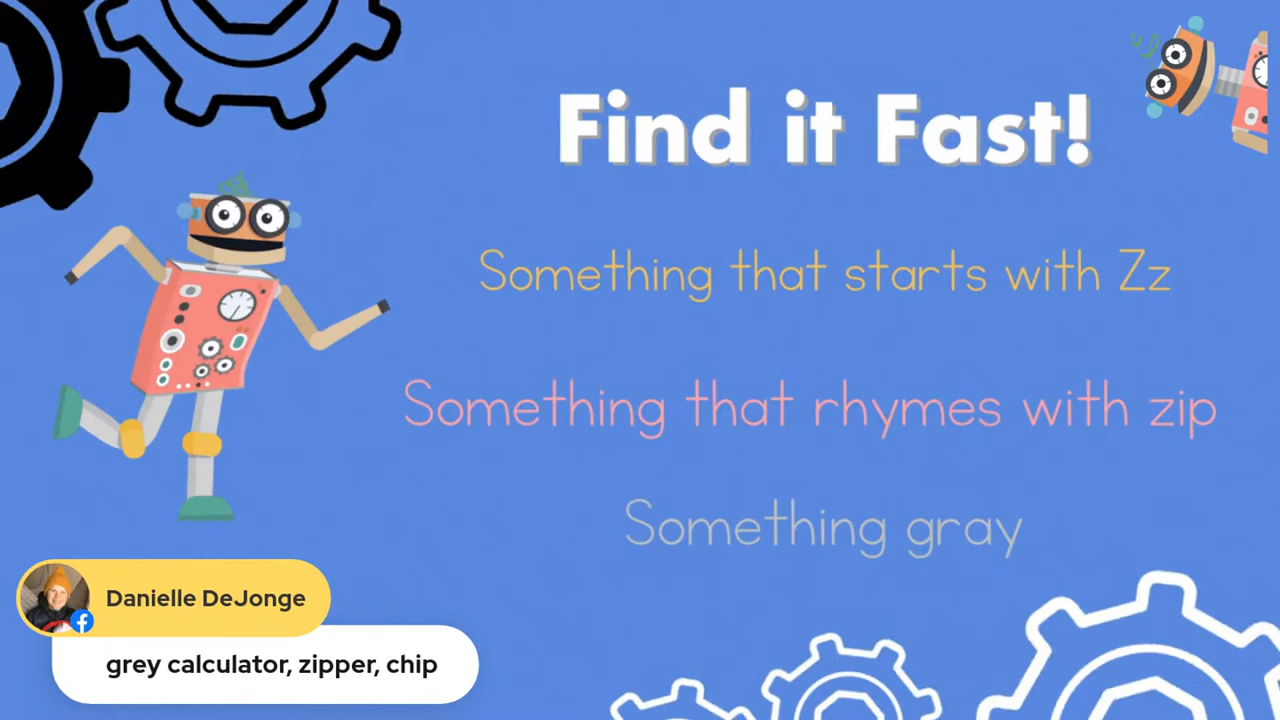 Find it Fast!
Something that starts with Zz
Something that rhymes with zip
Something gray
Danielle DeJonge
grey calculator, zipper, chip